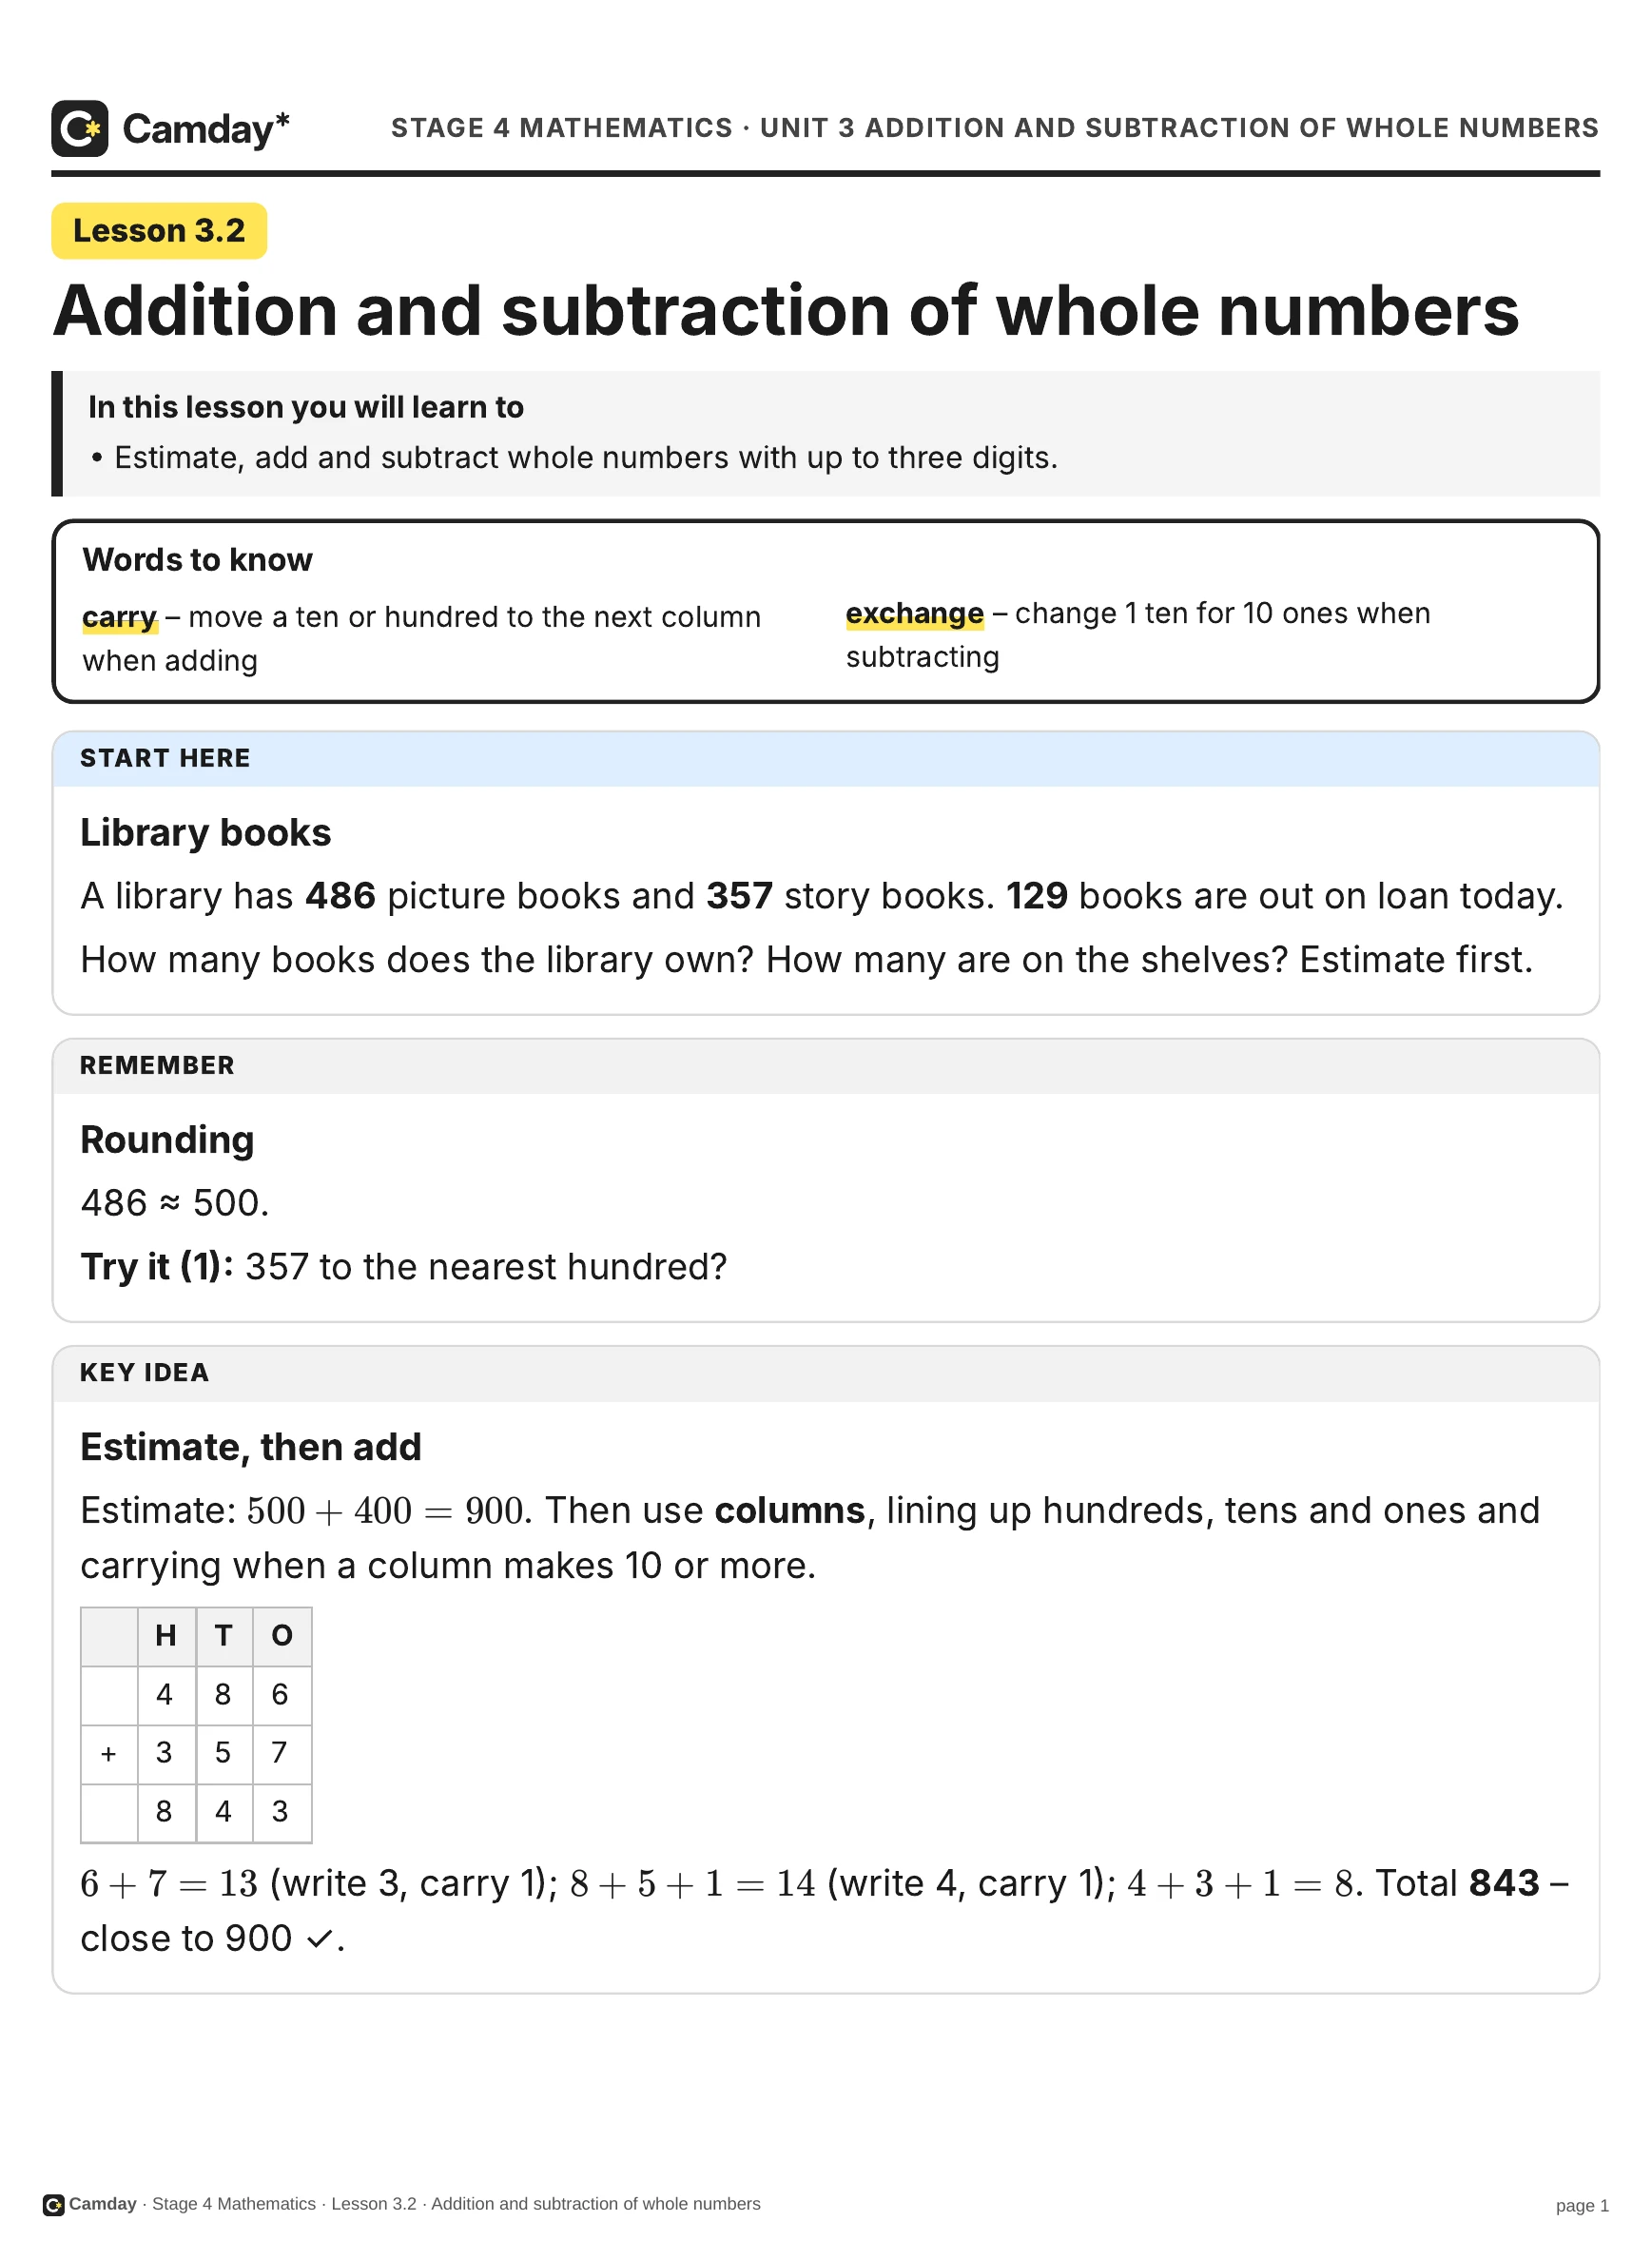 Camday*
STAGE 4 MATHEMATICS · UNIT 3 ADDITION AND SUBTRACTION OF WHOLE NUMBERS
Lesson 3.2
Addition and subtraction of whole numbers
In this lesson you will learn to
• Estimate, add and subtract whole numbers with up to three digits.
Words to know
carry – move a ten or hundred to the next column
when adding
exchange – change 1 ten for 10 ones when
subtracting
START HERE
Library books
A library has 486 picture books and 357 story books. 129 books are out on loan today.
How many books does the library own? How many are on the shelves? Estimate first.
REMEMBER
Rounding
486 ≈ 500.
Try it (1): 357 to the nearest hundred?
KEY IDEA
Estimate, then add
Estimate: 500 + 400 = 900. Then use columns, lining up hundreds, tens and ones and
carrying when a column makes 10 or more.
H T O
4 8 6
+ 3 5 7
8 4 3
6 + 7 = 13 (write 3, carry 1); 8 + 5 + 1 = 14 (write 4, carry 1); 4 + 3 + 1 = 8. Total 843 –
close to 900 ✓.
Camday · Stage 4 Mathematics · Lesson 3.2 · Addition and subtraction of whole numbers
page 1